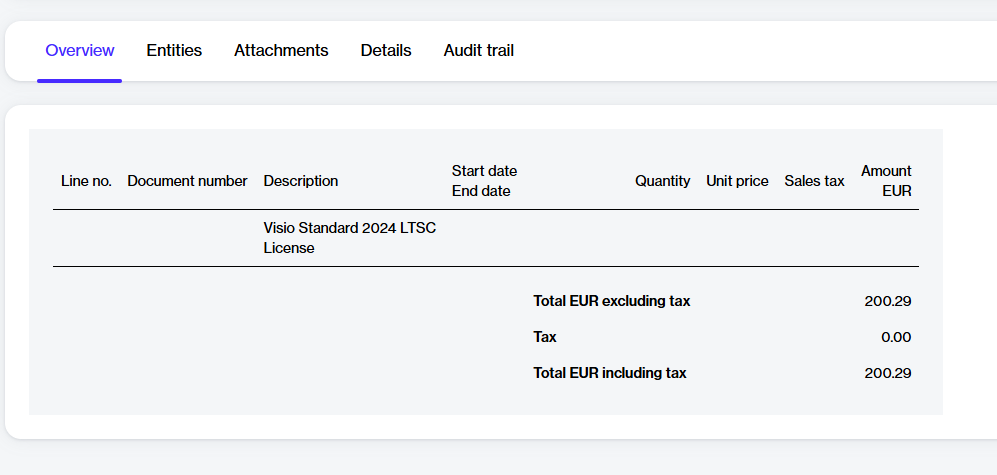 Overview Entities Attachments Details Audit trail
Line no. Document number Description Start date End date Quantity Unit price Sales tax Amount EUR
Visio Standard 2024 LTSC
License
Total EUR excluding tax 200.29
Tax 0.00
Total EUR including tax 200.29